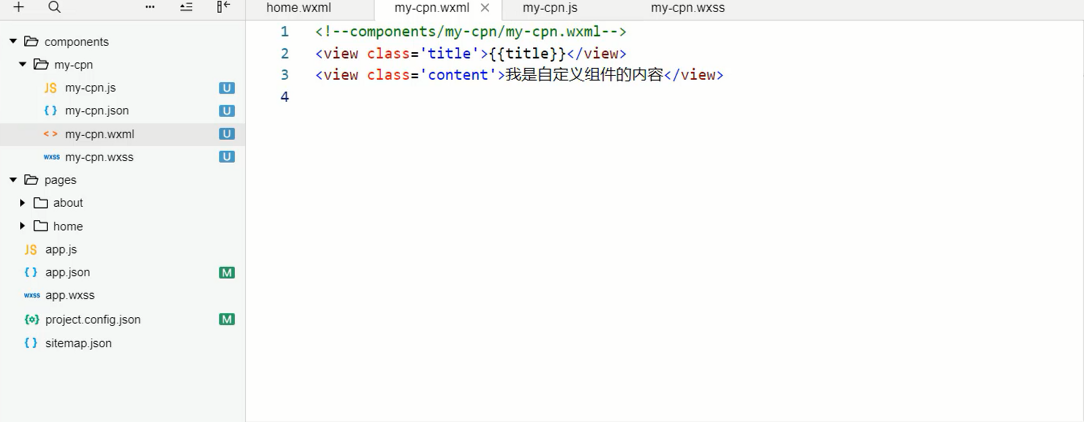 home.wxml my-cpn.wxml my-cpn.js my-cpn.wxss
components
my-cpn
JS my-cpn.js U
{ } my-cpn.json U
< > my-cpn.wxml U
wxss my-cpn.wxss U
pages
about
home
JS app.js
{ } app.json M
wxss app.wxss
project.config.json M
{ } sitemap.json
1 <!--components/my-cpn/my-cpn.wxml-->
2 <view class='title'>{{title}}</view>
3 <view class='content'>我是自定义组件的内容</view>
4